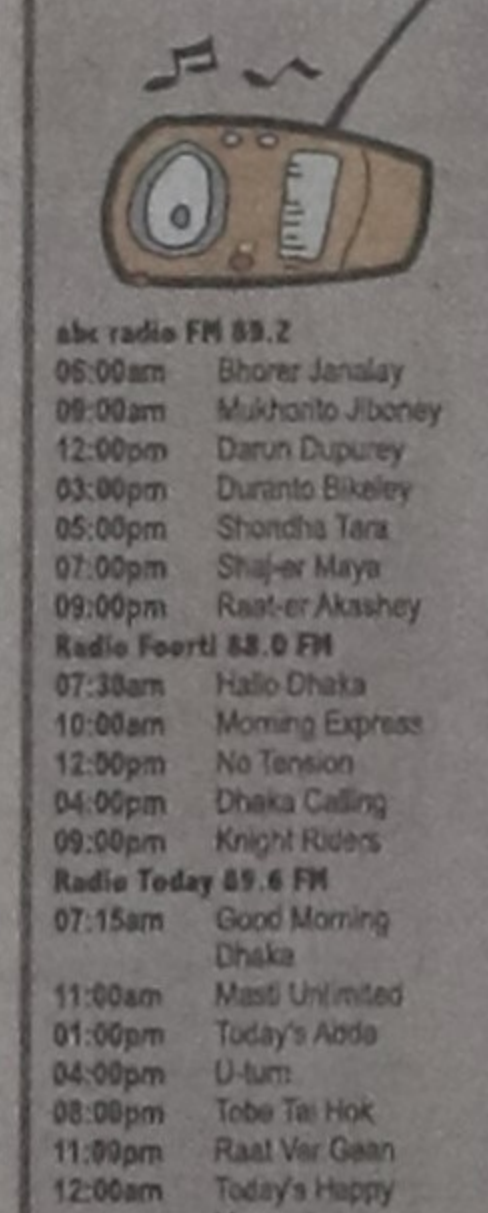 abc radio FM 89.2
06:00am Bhorer Janalay
09:00am Mukhorito Jiboney
12:00pm Darun Dupurey
03:00pm Duranto Bikeley
05:00pm Shondha Tara
07:00pm Shaj-er Maya
09:00pm Raat-er Akashey
Radio Foorti 88.0 FM
07:30am Hallo Dhaka
10:00am Morning Express
12:00pm No Tension
04:00pm Dhaka Calling
09:00pm Knight Riders
Radio Today 89.6 FM
07:15am Good Morning
Dhaka
11:00am Masti Unlimited
01:00pm Today's Adda
04:00pm U-turn
08:00pm Tobe Tai Hok
11:00pm Raat Vor Gaan
12:00am Today's Happy